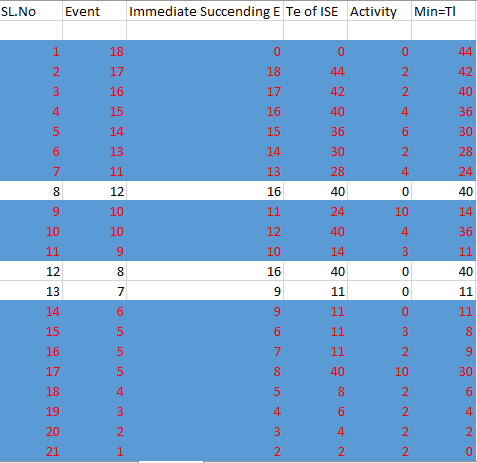 SL.No Event Immediate Succending E Te of ISE Activity Min=Tl
1 18 0 0 0 44
2 17 18 44 2 42
3 16 17 42 2 40
4 15 16 40 4 36
5 14 15 36 6 30
6 13 14 30 2 28
7 11 13 28 4 24
8 12 16 40 0 40
9 10 11 24 10 14
10 10 12 40 4 36
11 9 10 14 3 11
12 8 16 40 0 40
13 7 9 11 0 11
14 6 9 11 0 11
15 5 6 11 3 8
16 5 7 11 2 9
17 5 8 40 10 30
18 4 5 8 2 6
19 3 4 6 2 4
20 2 3 4 2 2
21 1 2 2 2 0